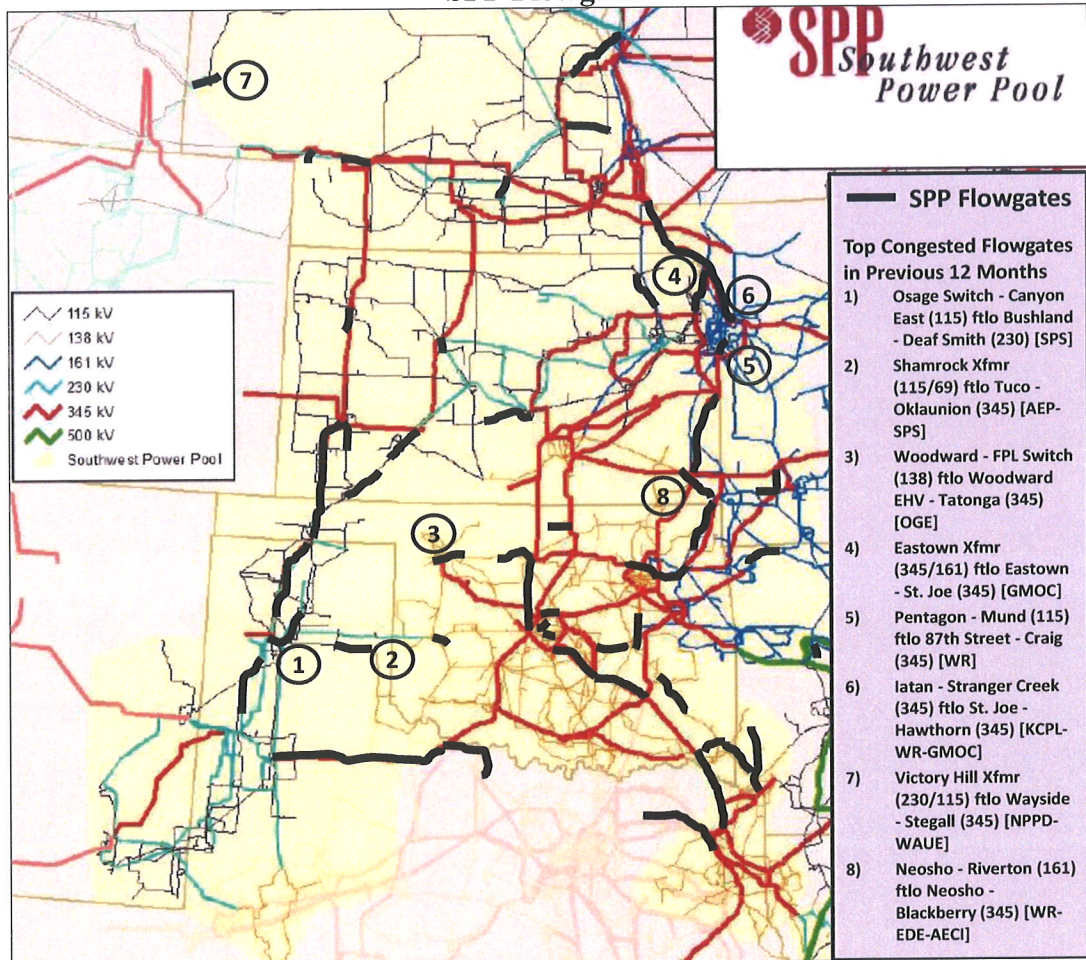 SPP
Southwest
Power Pool
7
4
6
5
8
3
1
2
115 kV
138 kV
161 kV
230 kV
345 kV
500 kV
Southwest Power Pool
SPP Flowgates
Top Congested Flowgates
in Previous 12 Months
1) Osage Switch - Canyon
East (115) ftlo Bushland
- Deaf Smith (230) [SPS]
2) Shamrock Xfmr
(115/69) ftlo Tuco -
Oklaunion (345) [AEP-
SPS]
3) Woodward - FPL Switch
(138) ftlo Woodward
EHV - Tatonga (345)
[OGE]
4) Eastown Xfmr
(345/161) ftlo Eastown
- St. Joe (345) [GMOC]
5) Pentagon - Mund (115)
ftlo 87th Street - Craig
(345) [WR]
6) Iatan - Stranger Creek
(345) ftlo St. Joe -
Hawthorn (345) [KCPL-
WR-GMOC]
7) Victory Hill Xfmr
(230/115) ftlo Wayside
- Stegall (345) [NPPD-
WAUE]
8) Neosho - Riverton (161)
ftlo Neosho -
Blackberry (345) [WR-
EDE-AECI]